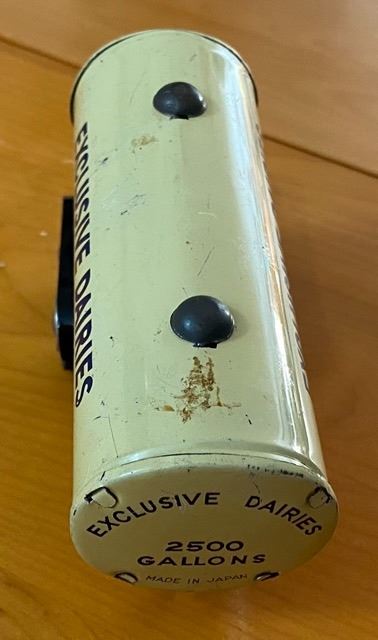 EXCLUSIVE DAIRIES
EXCLUSIVE DAIRIES
2500
GALLONS
MADE IN JAPAN